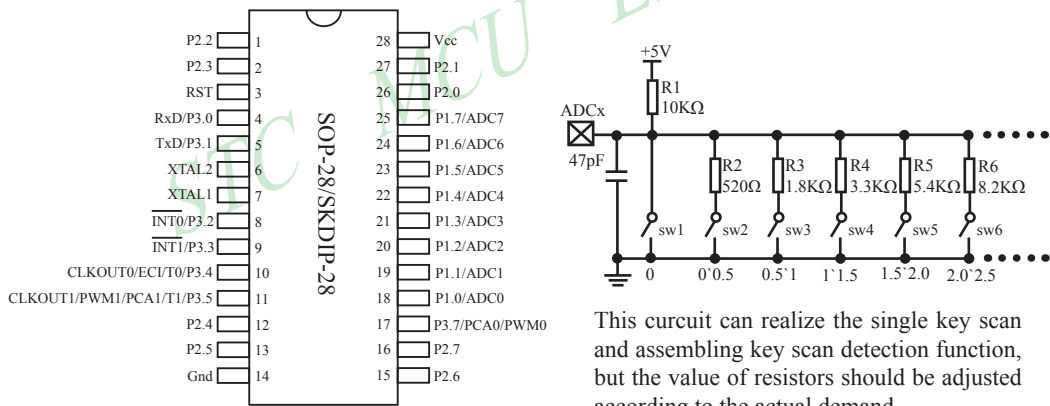 STC MCU
P2.2 1 28 Vcc
P2.3 2 27 P2.1
RST 3 26 P2.0
RxD/P3.0 4 25 P1.7/ADC7
TxD/P3.1 5 24 P1.6/ADC6
XTAL2 6 23 P1.5/ADC5
XTAL1 7 22 P1.4/ADC4
INT0/P3.2 8 21 P1.3/ADC3
INT1/P3.3 9 20 P1.2/ADC2
CLKOUT0/ECI/T0/P3.4 10 19 P1.1/ADC1
CLKOUT1/PWM1/PCA1/T1/P3.5 11 18 P1.0/ADC0
P2.4 12 17 P3.7/PCA0/PWM0
P2.5 13 16 P2.7
Gnd 14 15 P2.6
SOP-28/SKDIP-28
+5V
R1
10KΩ
ADCx
47pF
R2 R3 R4 R5 R6
520Ω 1.8KΩ 3.3KΩ 5.4KΩ 8.2KΩ
sw1 sw2 sw3 sw4 sw5 sw6
0 0`0.5 0.5`1 1`1.5 1.5`2.0 2.0`2.5
This curcuit can realize the single key scan
and assembling key scan detection function,
but the value of resistors should be adjusted
according to the actual demand